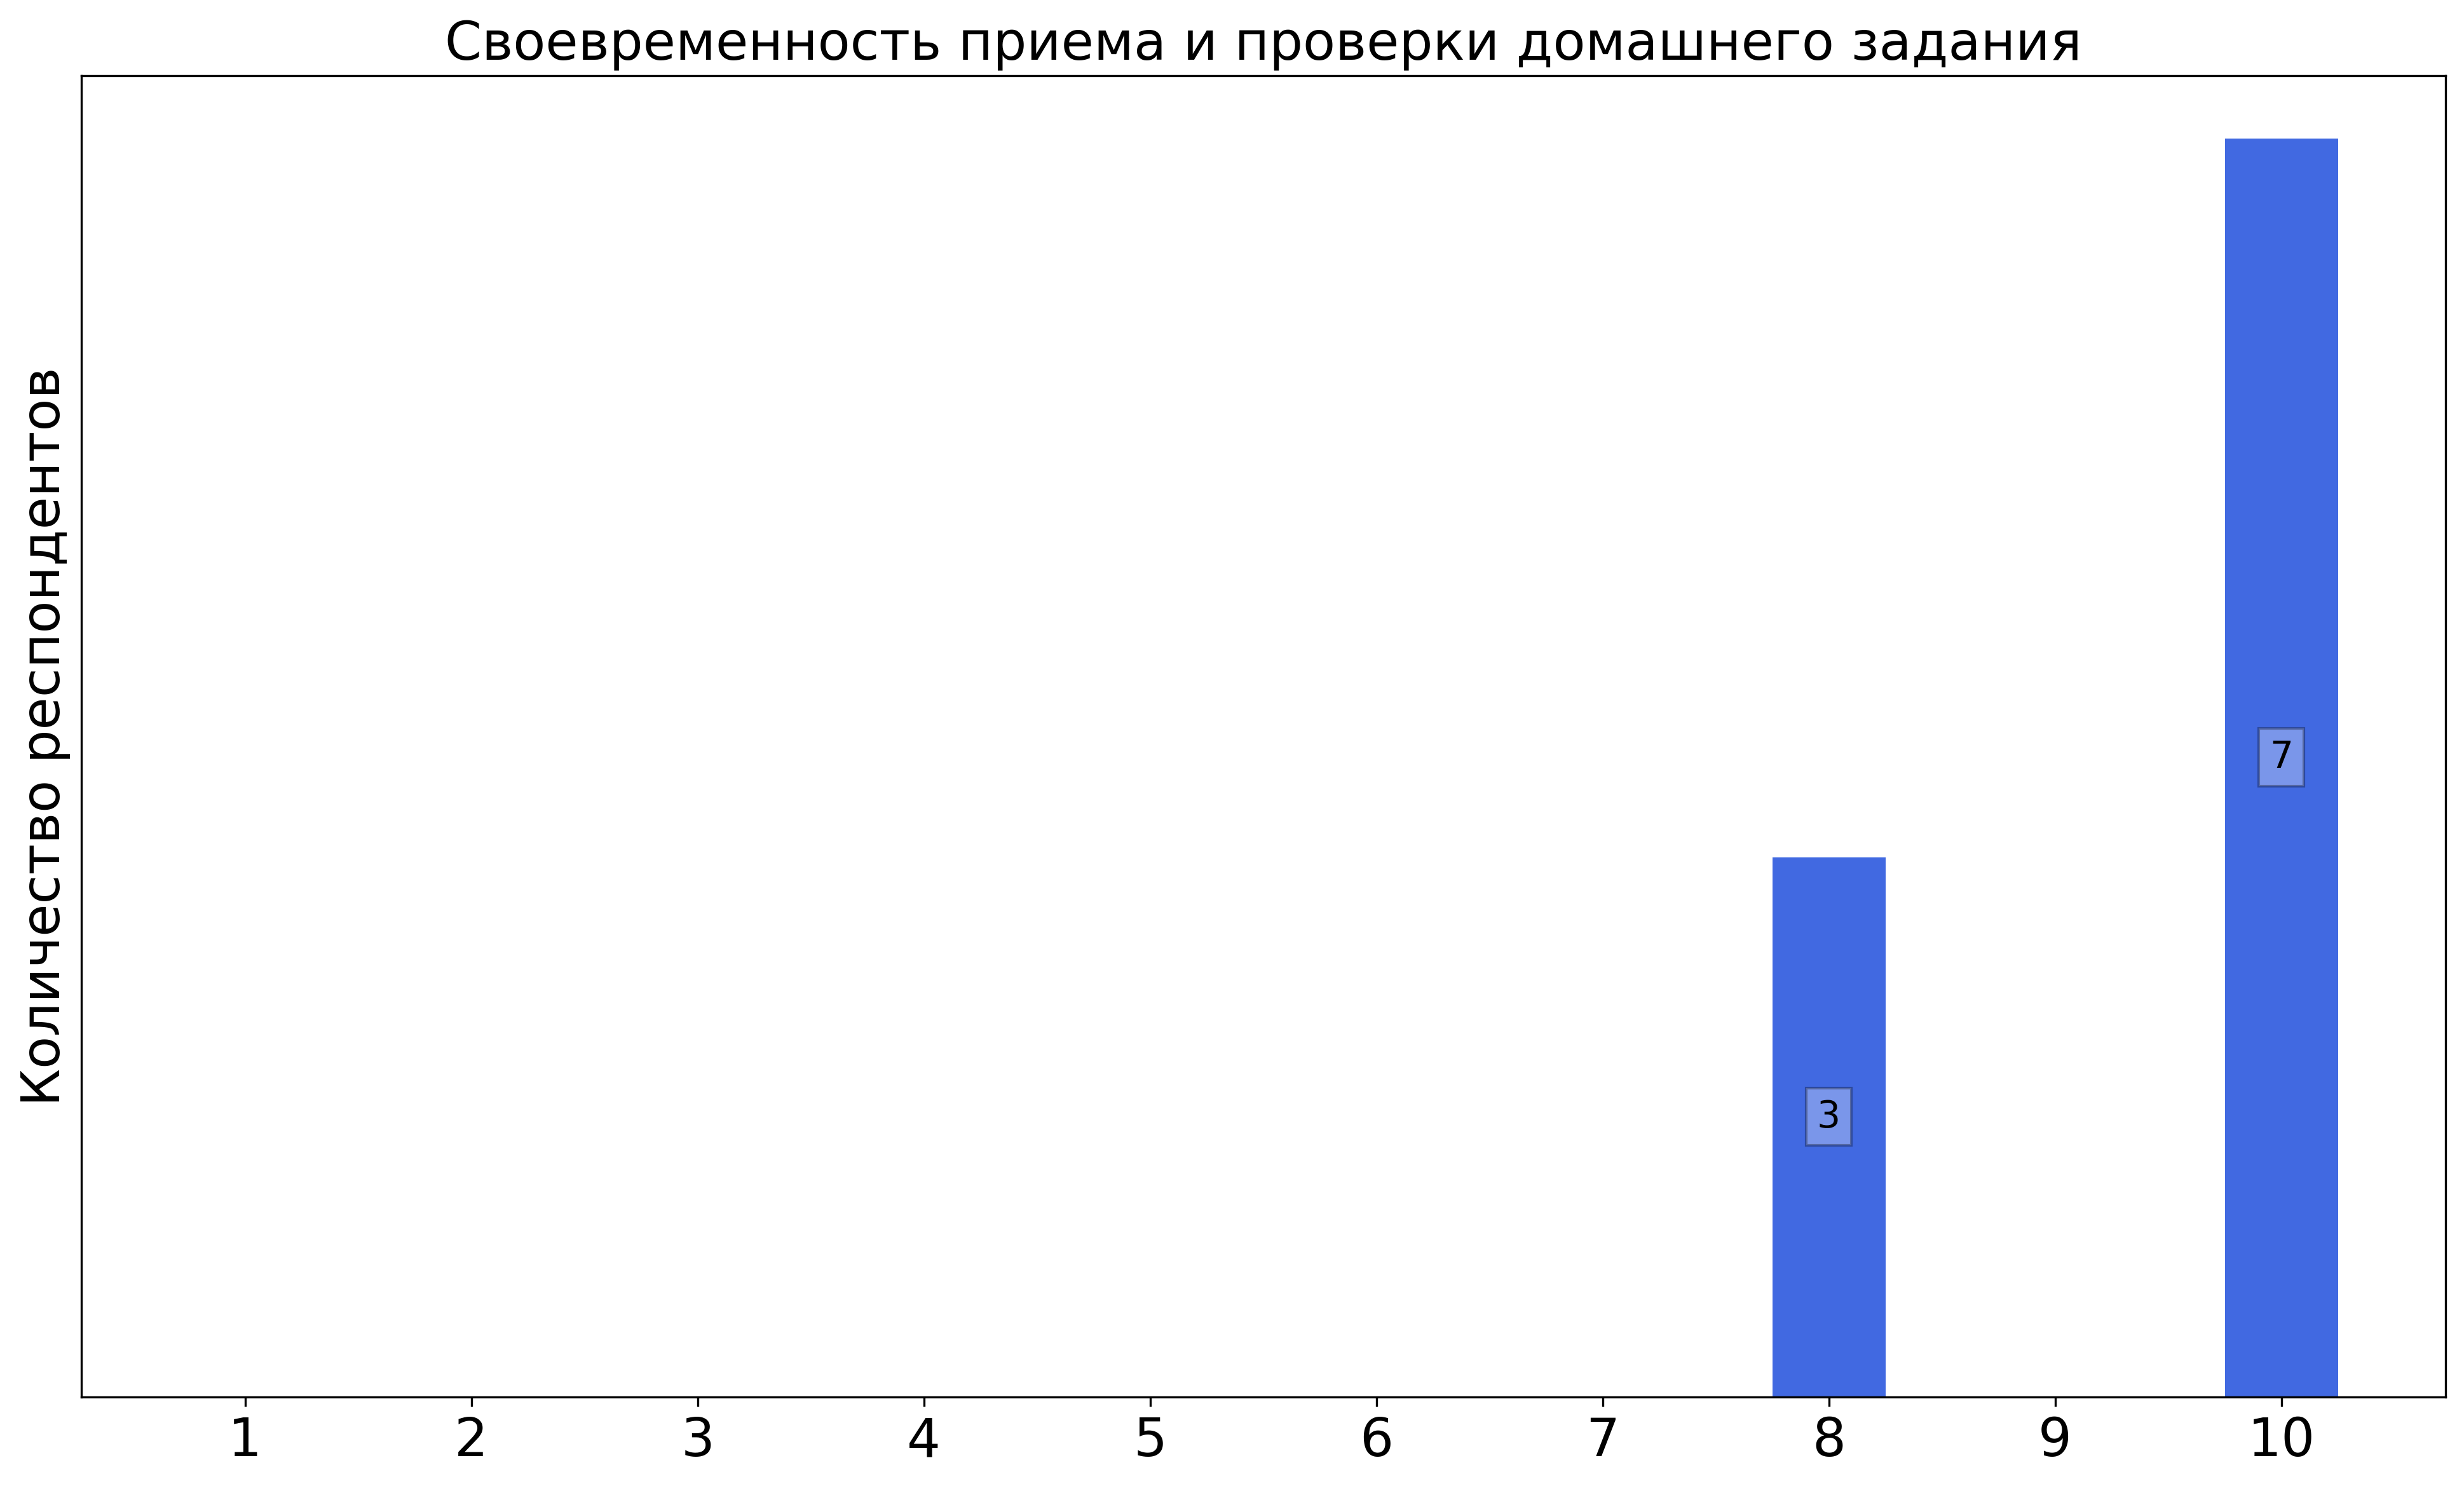 Своевременность приема и проверки домашнего задания
Количество респондентов
7
3
1 2 3 4 5 6 7 8 9 10